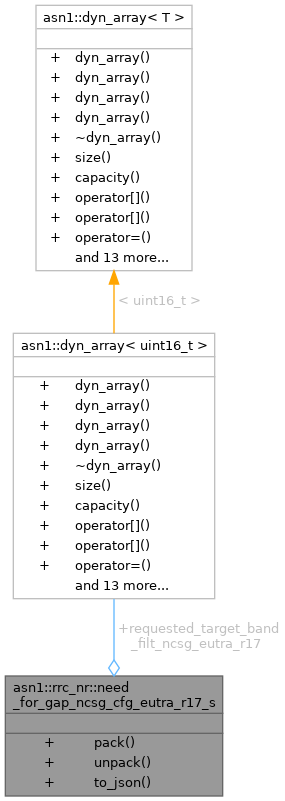 asn1::dyn_array< T >
+ dyn_array()
+ dyn_array()
+ dyn_array()
+ dyn_array()
+ ~dyn_array()
+ size()
+ capacity()
+ operator[]()
+ operator[]()
+ operator=()
and 13 more...
< uint16_t >
asn1::dyn_array< uint16_t >
+ dyn_array()
+ dyn_array()
+ dyn_array()
+ dyn_array()
+ ~dyn_array()
+ size()
+ capacity()
+ operator[]()
+ operator[]()
+ operator=()
and 13 more...
+requested_target_band
_filt_ncsg_eutra_r17
asn1::rrc_nr::need
_for_gap_ncsg_cfg_eutra_r17_s
+ pack()
+ unpack()
+ to_json()